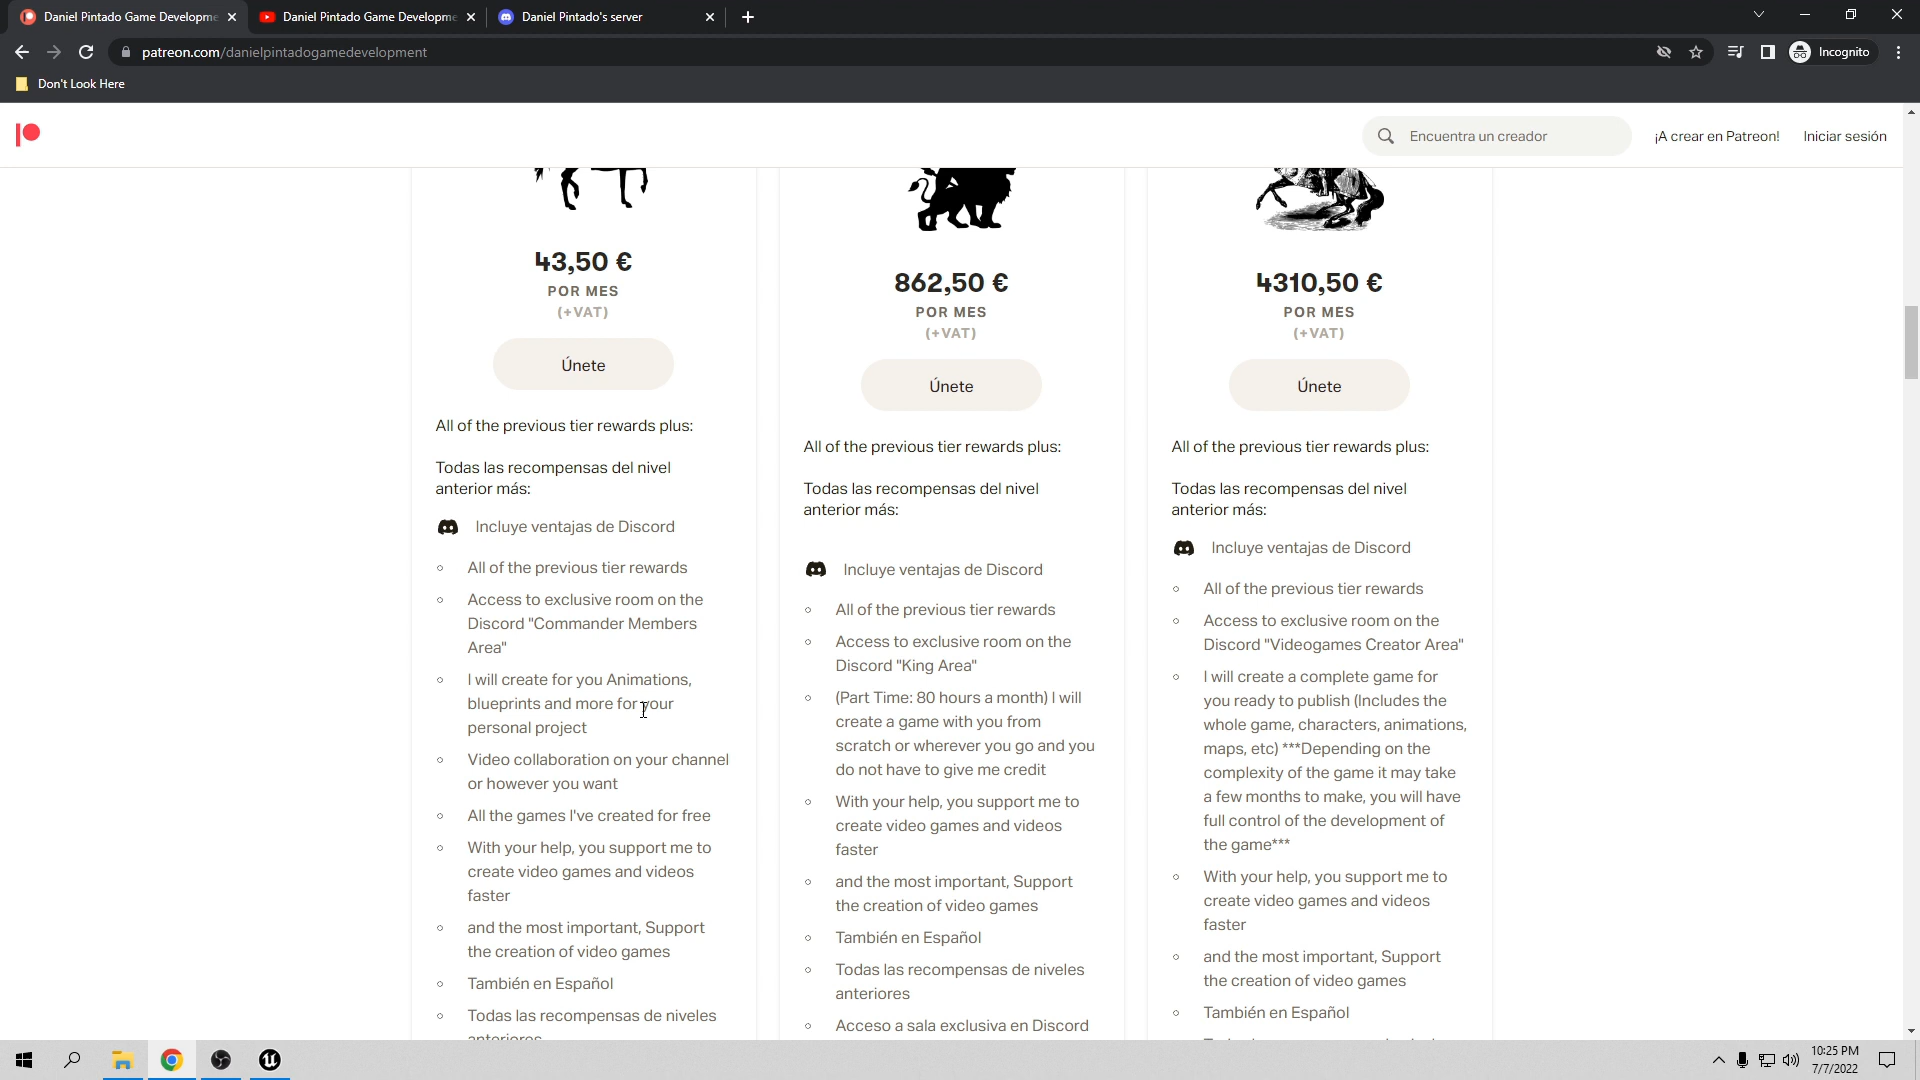 Daniel Pintado Game Developme
Daniel Pintado Game Developme
Daniel Pintado's server
patreon.com/danielpintadogamedevelopment
Incognito
Don't Look Here
Encuentra un creador
¡A crear en Patreon!
Iniciar sesión
43,50 €
POR MES
(+VAT)
Únete
All of the previous tier rewards plus:
Todas las recompensas del nivel
anterior más:
Incluye ventajas de Discord
All of the previous tier rewards
Access to exclusive room on the
Discord "Commander Members
Area"
I will create for you Animations,
blueprints and more for your
personal project
Video collaboration on your channel
or however you want
All the games I've created for free
With your help, you support me to
create video games and videos
faster
and the most important, Support
the creation of video games
También en Español
Todas las recompensas de niveles
anteriores
862,50 €
POR MES
(+VAT)
Únete
All of the previous tier rewards plus:
Todas las recompensas del nivel
anterior más:
Incluye ventajas de Discord
All of the previous tier rewards
Access to exclusive room on the
Discord "King Area"
(Part Time: 80 hours a month) I will
create a game with you from
scratch or wherever you go and you
do not have to give me credit
With your help, you support me to
create video games and videos
faster
and the most important, Support
the creation of video games
También en Español
Todas las recompensas de niveles
anteriores
Acceso a sala exclusiva en Discord
4310,50 €
POR MES
(+VAT)
Únete
All of the previous tier rewards plus:
Todas las recompensas del nivel
anterior más:
Incluye ventajas de Discord
All of the previous tier rewards
Access to exclusive room on the
Discord "Videogames Creator Area"
I will create a complete game for
you ready to publish (Includes the
whole game, characters, animations,
maps, etc) ***Depending on the
complexity of the game it may take
a few months to make, you will have
full control of the development of
the game***
With your help, you support me to
create video games and videos
faster
and the most important, Support
the creation of video games
También en Español
10:25 PM
7/7/2022